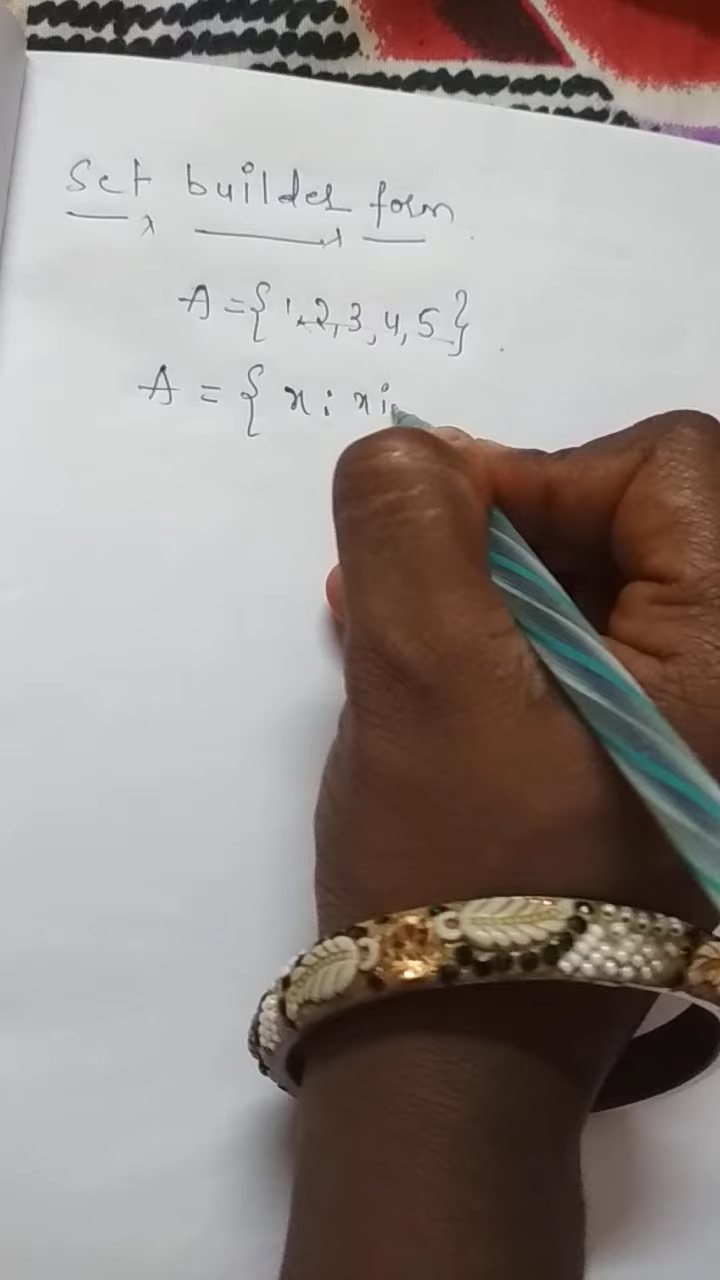 Set builder form
A = { 1, 2, 3, 4, 5 }
A = { x : x i